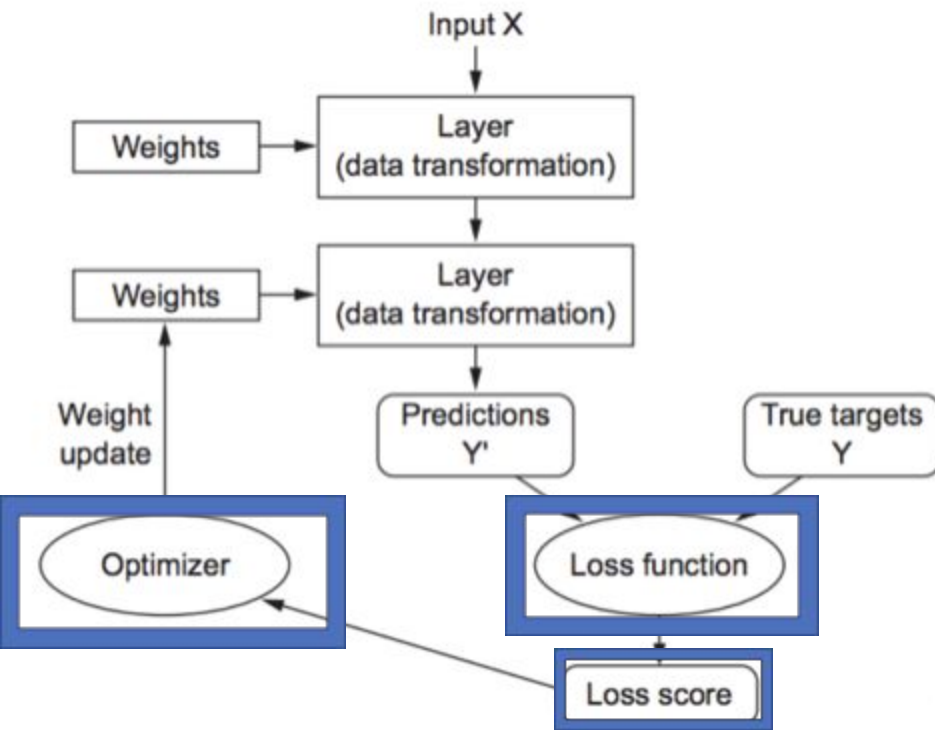 Input X
Layer
(data transformation)
Weights
Layer
(data transformation)
Weights
Weight
update
Predictions
Y'
True targets
Y
Optimizer
Loss function
Loss score